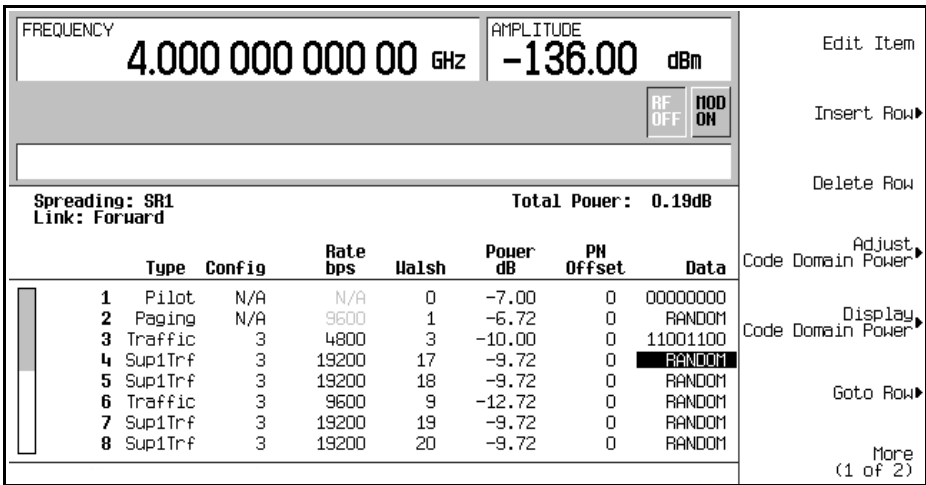 FREQUENCY
4.000 000 000 00 GHz
AMPLITUDE
-136.00 dBm
RF OFF
MOD ON
Spreading: SR1
Link: Forward
Total Power: 0.19dB
Type Config Rate bps Walsh Power dB PN Offset Data
1 Pilot N/A N/A 0 -7.00 0 00000000
2 Paging N/A 9600 1 -6.72 0 RANDOM
3 Traffic 3 4800 3 -10.00 0 11001100
4 Sup1Trf 3 19200 17 -9.72 0 RANDOM
5 Sup1Trf 3 19200 18 -9.72 0 RANDOM
6 Traffic 3 9600 9 -12.72 0 RANDOM
7 Sup1Trf 3 19200 19 -9.72 0 RANDOM
8 Sup1Trf 3 19200 20 -9.72 0 RANDOM
Edit Item
Insert Row
Delete Row
Adjust
Code Domain Power
Display
Code Domain Power
Goto Row
More
(1 of 2)